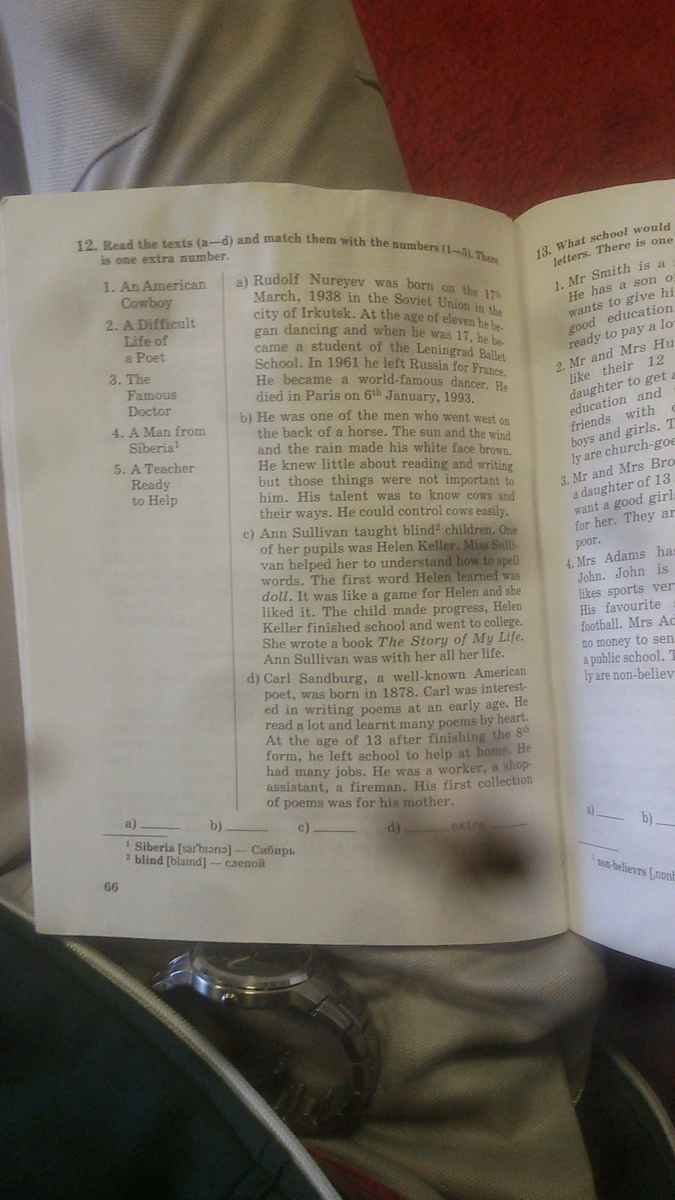 12. Read the texts (a—d) and match them with the numbers (1—5). There
is one extra number.
1. An American
Cowboy
2. A Difficult
Life of
a Poet
3. The
Famous
Doctor
4. A Man from
Siberia¹
5. A Teacher
Ready
to Help
a) Rudolf Nureyev was born on the 17th
March, 1938 in the Soviet Union in the
city of Irkutsk. At the age of eleven he be-
gan dancing and when he was 17, he be-
came a student of the Leningrad Ballet
School. In 1961 he left Russia for France.
He became a world-famous dancer. He
died in Paris on 6th January, 1993.
b) He was one of the men who went west on
the back of a horse. The sun and the wind
and the rain made his white face brown.
He knew little about reading and writing
but those things were not important to
him. His talent was to know cows and
their ways. He could control cows easily.
c) Ann Sullivan taught blind² children. One
of her pupils was Helen Keller. Miss Sulli-
van helped her to understand how to spell
words. The first word Helen learned was
doll. It was like a game for Helen and she
liked it. The child made progress, Helen
Keller finished school and went to college.
She wrote a book The Story of My Life.
Ann Sullivan was with her all her life.
d) Carl Sandburg, a well-known American
poet, was born in 1878. Carl was interest-
ed in writing poems at an early age. He
read a lot and learnt many poems by heart.
At the age of 13 after finishing the 8th
form, he left school to help at home. He
had many jobs. He was a worker, a shop-
assistant, a fireman. His first collection
of poems was for his mother.
a) ____ b) ____ c) ____ d) ____ extra ____
¹ Siberia [saı'bıərıə] — Сибирь
² blind [blaınd] — слепой
66
13. What school would
letters. There is one
1. Mr Smith is a
He has a son
wants to give hi
good education
ready to pay a lo
2. Mr and Mrs Hu
like their 12
daughter to get
education and
friends with
boys and girls.
ly are church-goe
3. Mr and Mrs Bro
a daughter of 13
want a good girl
for her. They ar
poor.
4. Mrs Adams ha
John. John is
likes sports ver
His favourite
football. Mrs Ad
no money to sen
a public school. T
ly are non-believ
a) ____ b) __
¹ non-believrs